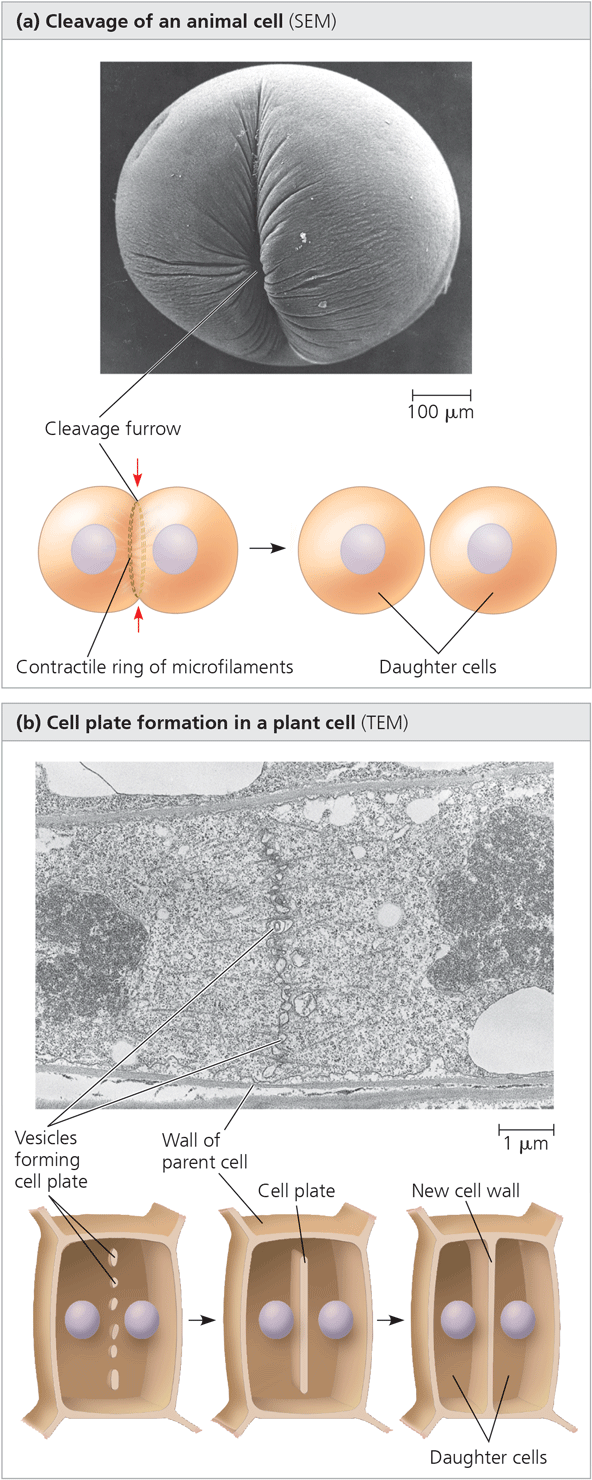 (a) Cleavage of an animal cell (SEM)
100 μm
Cleavage furrow
Contractile ring of microfilaments
Daughter cells
(b) Cell plate formation in a plant cell (TEM)
Vesicles
forming
cell plate
Wall of
parent cell
1 μm
Cell plate
New cell wall
Daughter cells